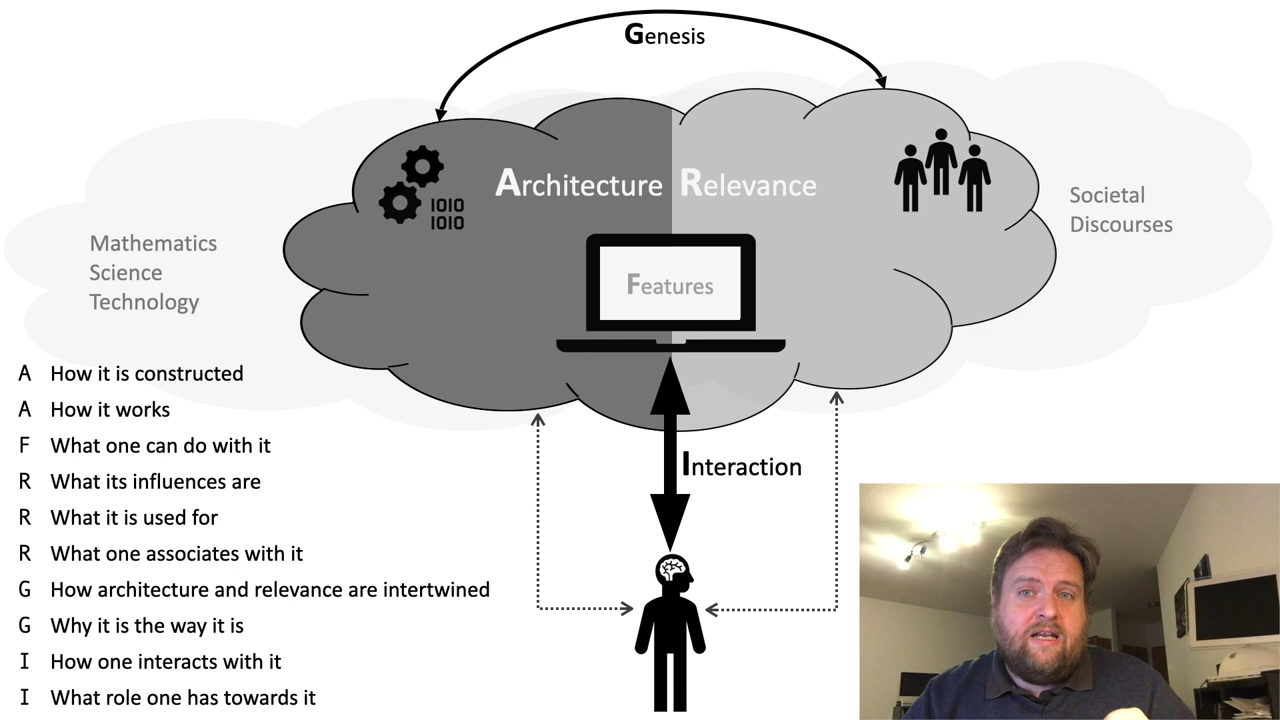 Genesis
Architecture
Relevance
1010
1010
Mathematics
Science
Technology
Societal
Discourses
Features
Interaction
A How it is constructed
A How it works
F What one can do with it
R What its influences are
R What it is used for
R What one associates with it
G How architecture and relevance are intertwined
G Why it is the way it is
I How one interacts with it
I What role one has towards it